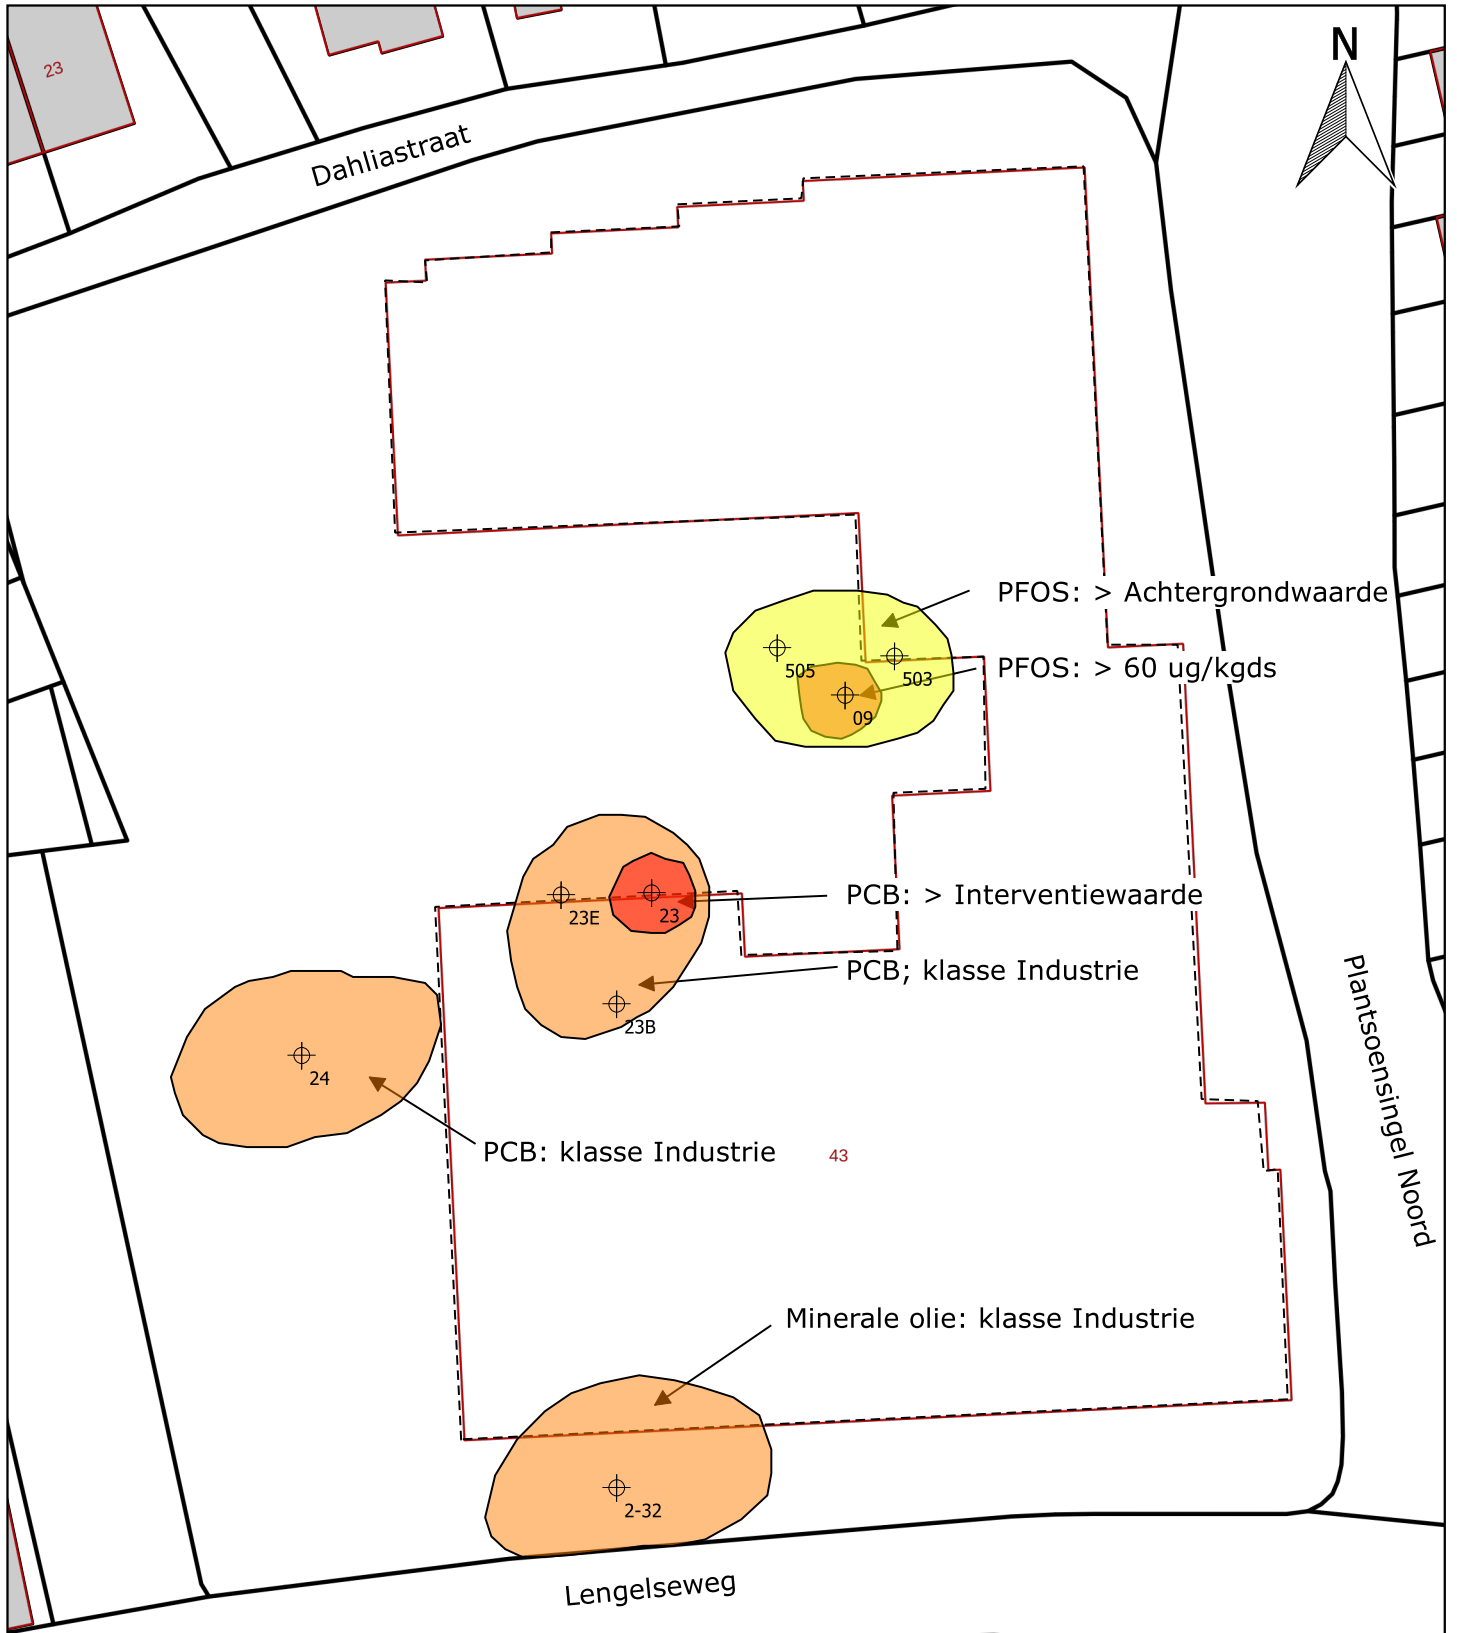 N
23
Dahliastraat
PFOS: > Achtergrondwaarde
505
503
PFOS: > 60 ug/kgds
09
23E
23
PCB: > Interventiewaarde
PCB; klasse Industrie
23B
24
PCB: klasse Industrie
43
Plantsoensingel Noord
Minerale olie: klasse Industrie
2-32
Lengelseweg